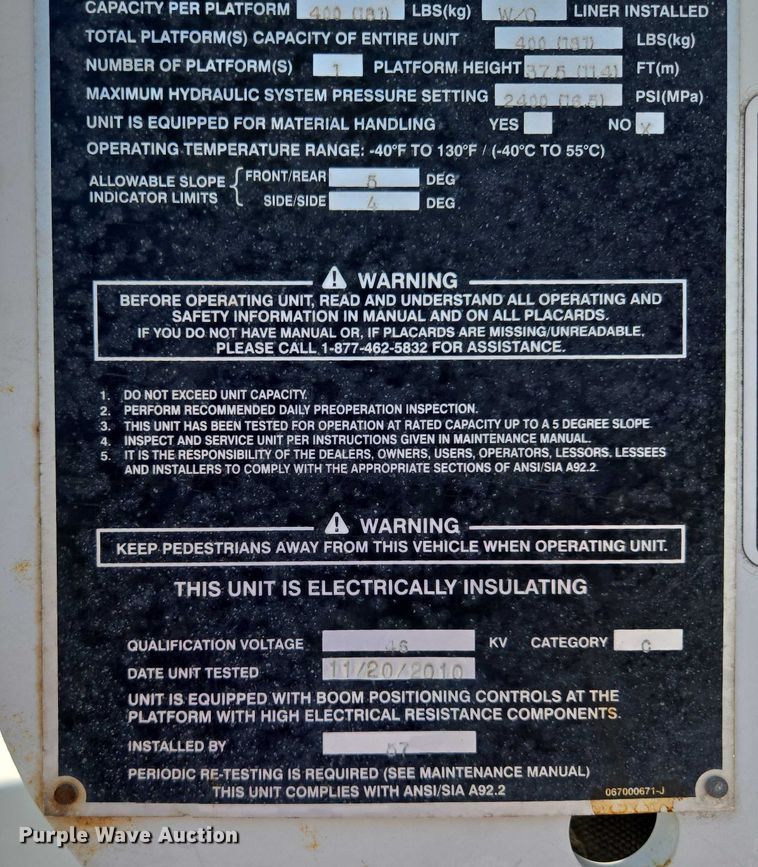 CAPACITY PER PLATFORM 400 (181) LBS(kg) W/O LINER INSTALLED
TOTAL PLATFORM(S) CAPACITY OF ENTIRE UNIT 400 (181) LBS(kg)
NUMBER OF PLATFORM(S) 1 PLATFORM HEIGHT 37.5 (11.4) FT(m)
MAXIMUM HYDRAULIC SYSTEM PRESSURE SETTING 2400 (16.5) PSI(MPa)
UNIT IS EQUIPPED FOR MATERIAL HANDLING YES NO X
OPERATING TEMPERATURE RANGE: -40°F TO 130°F / (-40°C TO 55°C)
ALLOWABLE SLOPE INDICATOR LIMITS { FRONT/REAR 5 DEG
SIDE/SIDE 4 DEG
WARNING
BEFORE OPERATING UNIT, READ AND UNDERSTAND ALL OPERATING AND
SAFETY INFORMATION IN MANUAL AND ON ALL PLACARDS.
IF YOU DO NOT HAVE MANUAL OR, IF PLACARDS ARE MISSING/UNREADABLE,
PLEASE CALL 1-877-462-5832 FOR ASSISTANCE.
1. DO NOT EXCEED UNIT CAPACITY.
2. PERFORM RECOMMENDED DAILY PREOPERATION INSPECTION.
3. THIS UNIT HAS BEEN TESTED FOR OPERATION AT RATED CAPACITY UP TO A 5 DEGREE SLOPE
4. INSPECT AND SERVICE UNIT PER INSTRUCTIONS GIVEN IN MAINTENANCE MANUAL.
5. IT IS THE RESPONSIBILITY OF THE DEALERS, OWNERS, USERS, OPERATORS, LESSORS. LESSEES
AND INSTALLERS TO COMPLY WITH THE APPROPRIATE SECTIONS OF ANSI/SIA A92.2.
WARNING
KEEP PEDESTRIANS AWAY FROM THIS VEHICLE WHEN OPERATING UNIT.
THIS UNIT IS ELECTRICALLY INSULATING
QUALIFICATION VOLTAGE 46 KV CATEGORY C
DATE UNIT TESTED 11/20/2010
UNIT IS EQUIPPED WITH BOOM POSITIONING CONTROLS AT THE
PLATFORM WITH HIGH ELECTRICAL RESISTANCE COMPONENTS.
INSTALLED BY 57
PERIODIC RE-TESTING IS REQUIRED (SEE MAINTENANCE MANUAL)
THIS UNIT COMPLIES WITH ANSI/SIA A92.2
067000671-J
Purple Wave Auction